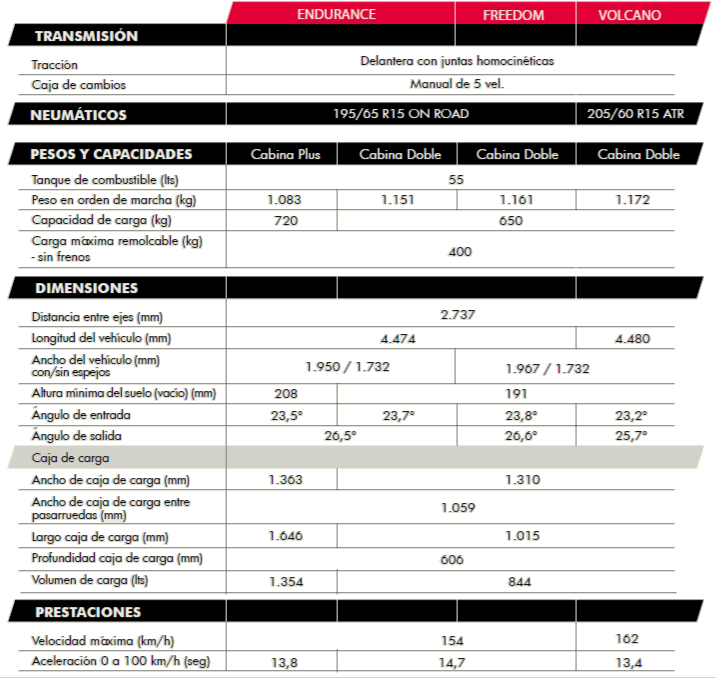 ENDURANCE FREEDOM VOLCANO
TRANSMISIÓN
Tracción Delantera con juntas homocinéticas
Caja de cambios Manual de 5 vel.
NEUMÁTICOS 195/65 R15 ON ROAD 205/60 R15 ATR
PESOS Y CAPACIDADES Cabina Plus Cabina Doble Cabina Doble Cabina Doble
Tanque de combustible (lts) 55
Peso en orden de marcha (kg) 1.083 1.151 1.161 1.172
Capacidad de carga (kg) 720 650
Carga máxima remolcable (kg)
- sin frenos 400
DIMENSIONES
Distancia entre ejes (mm) 2.737
Longitud del vehículo (mm) 4.474 4.480
Ancho del vehículo (mm)
con/sin espejos 1.950 / 1.732 1.967 / 1.732
Altura mínima del suelo (vacío) (mm) 208 191
Ángulo de entrada 23,5° 23,7° 23,8° 23,2°
Ángulo de salida 26,5° 26,6° 25,7°
Caja de carga
Ancho de caja de carga (mm) 1.363 1.310
Ancho de caja de carga entre
pasarruedas (mm) 1.059
Largo caja de carga (mm) 1.646 1.015
Profundidad caja de carga (mm) 606
Volumen de carga (lts) 1.354 844
PRESTACIONES
Velocidad máxima (km/h) 154 162
Aceleración 0 a 100 km/h (seg) 13,8 14,7 13,4